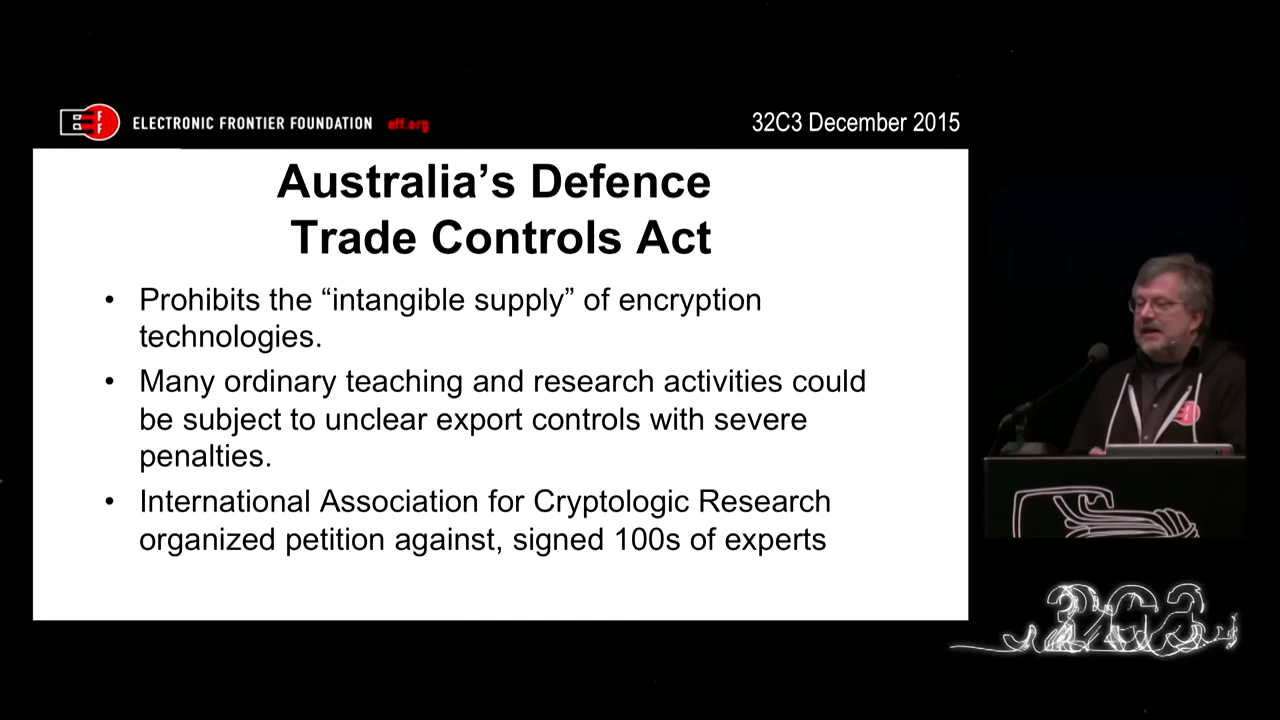 EFF
ELECTRONIC FRONTIER FOUNDATION eff.org
32C3 December 2015
Australia’s Defence
Trade Controls Act
• Prohibits the “intangible supply” of encryption
technologies.
• Many ordinary teaching and research activities could
be subject to unclear export controls with severe
penalties.
• International Association for Cryptologic Research
organized petition against, signed 100s of experts
32C3